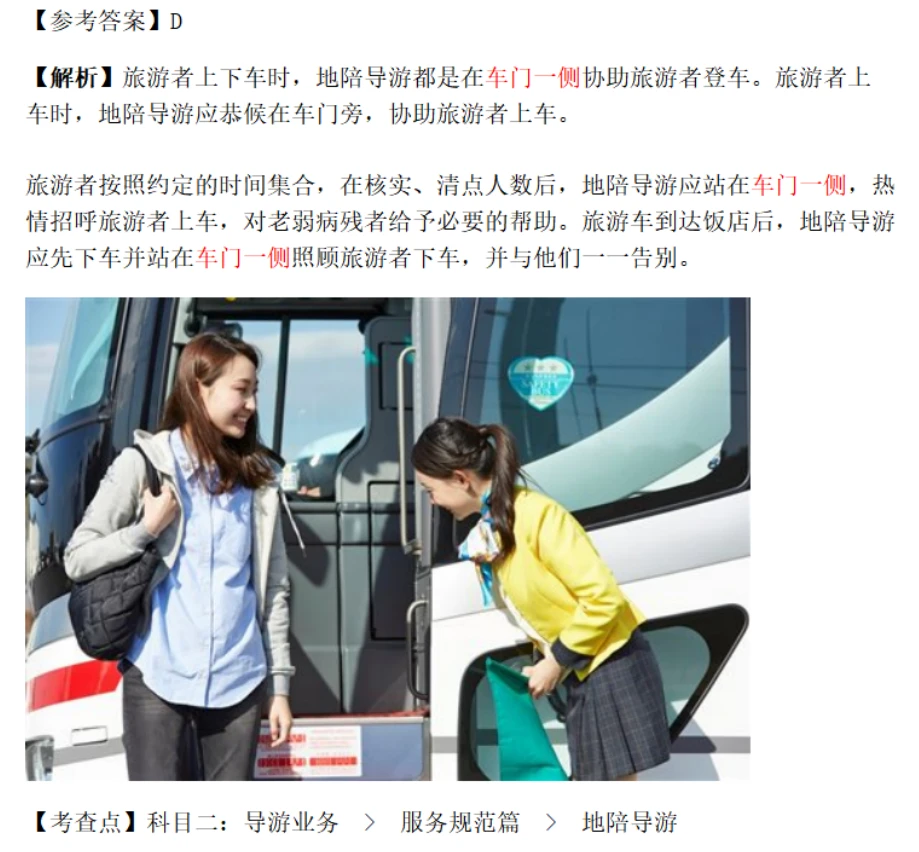 【参考答案】D
【解析】旅游者上下车时，地陪导游都是在车门一侧协助旅游者登车。旅游者上
车时，地陪导游应恭候在车门旁，协助旅游者上车。
旅游者按照约定的时间集合，在核实、清点人数后，地陪导游应站在车门一侧，热
情招呼旅游者上车，对老弱病残者给予必要的帮助。旅游车到达饭店后，地陪导游
应先下车并站在车门一侧照顾旅游者下车，并与他们一一告别。
SAFETY
BUS
【考查点】科目二：导游业务 > 服务规范篇 > 地陪导游